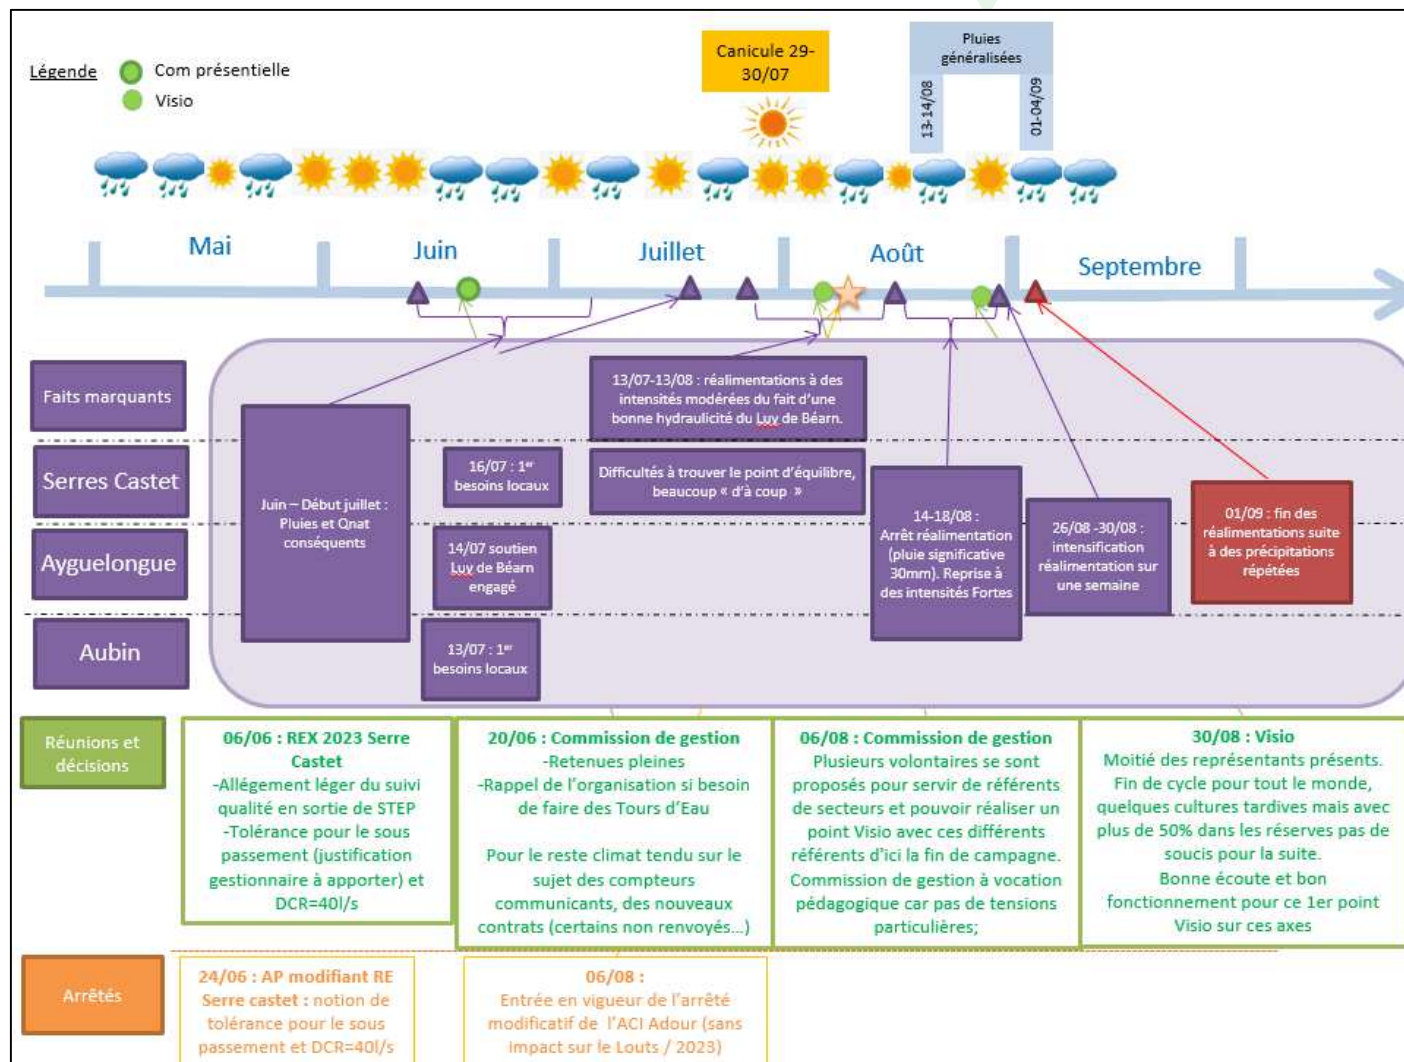 Légende
Com présentielle
Visio
Canicule 29-
30/07
Pluies
généralisées
13-14/08
01-04/09
Mai
Juin
Juillet
Août
Septembre
Faits marquants
Serres Castet
Ayguelongue
Aubin
Juin – Début juillet :
Pluies et Qnat
conséquents
16/07 : 1er
besoins locaux
14/07 soutien
Luy de Béarn
engagé
13/07 : 1er
besoins locaux
13/07-13/08 : réalimentations à des
intensités modérées du fait d'une
bonne hydraulicité du Luy de Béarn.
Difficultés à trouver le point d'équilibre,
beaucoup « d'à coup »
14-18/08 :
Arrêt réalimentation
(pluie significative
30mm). Reprise à
des intensités Fortes
26/08 -30/08 :
intensification
réalimentation sur
une semaine
01/09 : fin des
réalimentations suite
à des précipitations
répétées
Réunions et
décisions
06/06 : REX 2023 Serre
Castet
-Allégement léger du suivi
qualité en sortie de STEP
-Tolérance pour le sous
passement (justification
gestionnaire à apporter) et
DCR=40l/s
20/06 : Commission de gestion
-Retenues pleines
-Rappel de l'organisation si besoin
de faire des Tours d'Eau
Pour le reste climat tendu sur le
sujet des compteurs
communicants, des nouveaux
contrats (certains non renvoyés…)
06/08 : Commission de gestion
Plusieurs volontaires se sont
proposés pour servir de référents
de secteurs et pouvoir réaliser un
point Visio avec ces différents
référents d'ici la fin de campagne.
Commission de gestion à vocation
pédagogique car pas de tensions
particulières;
30/08 : Visio
Moitié des représentants présents.
Fin de cycle pour tout le monde,
quelques cultures tardives mais avec
plus de 50% dans les réserves pas de
soucis pour la suite.
Bonne écoute et bon
fonctionnement pour ce 1er point
Visio sur ces axes
Arrêtés
24/06 : AP modifiant RE
Serre castet : notion de
tolérance pour le sous
passement et DCR=40l/s
06/08 :
Entrée en vigueur de l'arrêté
modificatif de l'ACI Adour (sans
impact sur le Louts / 2023)